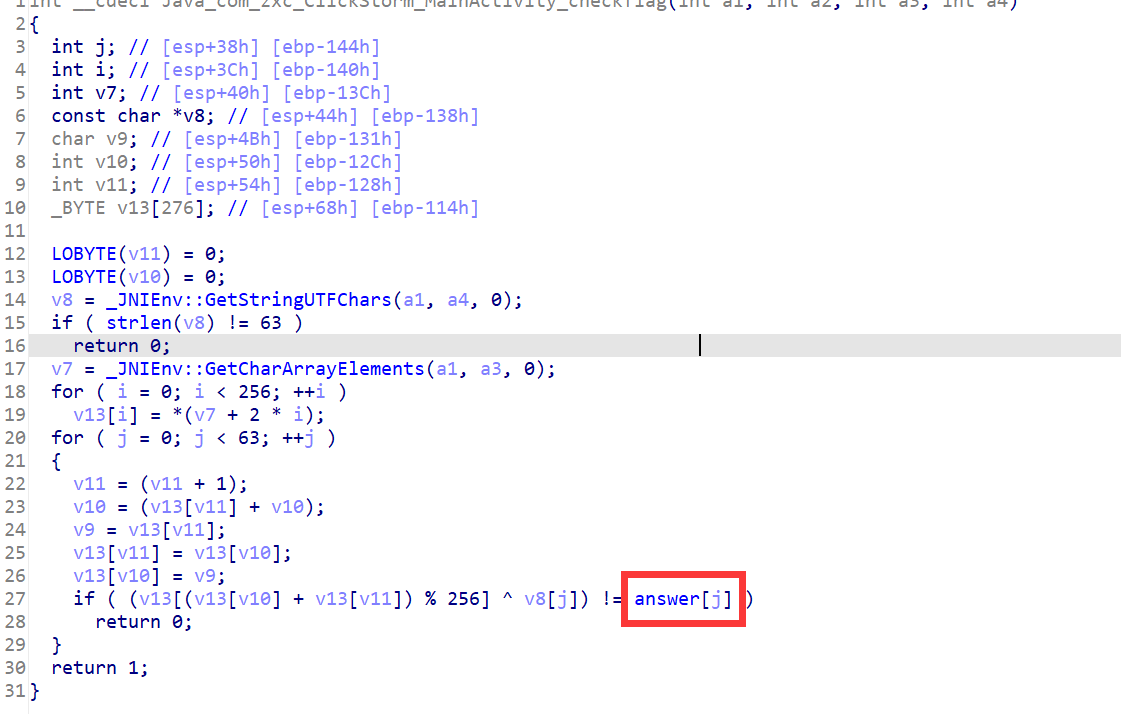 1int __cdecl Java_com_zxc_ClickStorm_MainActivity_checkflag(int a1, int a2, int a3, int a4)
2{
3  int j; // [esp+38h] [ebp-144h]
4  int i; // [esp+3Ch] [ebp-140h]
5  int v7; // [esp+40h] [ebp-13Ch]
6  const char *v8; // [esp+44h] [ebp-138h]
7  char v9; // [esp+4Bh] [ebp-131h]
8  int v10; // [esp+50h] [ebp-12Ch]
9  int v11; // [esp+54h] [ebp-128h]
10  _BYTE v13[276]; // [esp+68h] [ebp-114h]
11
12  LOBYTE(v11) = 0;
13  LOBYTE(v10) = 0;
14  v8 = _JNIEnv::GetStringUTFChars(a1, a4, 0);
15  if ( strlen(v8) != 63 )
16    return 0;
17  v7 = _JNIEnv::GetCharArrayElements(a1, a3, 0);
18  for ( i = 0; i < 256; ++i )
19    v13[i] = *(v7 + 2 * i);
20  for ( j = 0; j < 63; ++j )
21  {
22    v11 = (v11 + 1);
23    v10 = (v13[v11] + v10);
24    v9 = v13[v11];
25    v13[v11] = v13[v10];
26    v13[v10] = v9;
27    if ( (v13[(v13[v10] + v13[v11]) % 256] ^ v8[j]) != answer[j] )
28      return 0;
29  }
30  return 1;
31}